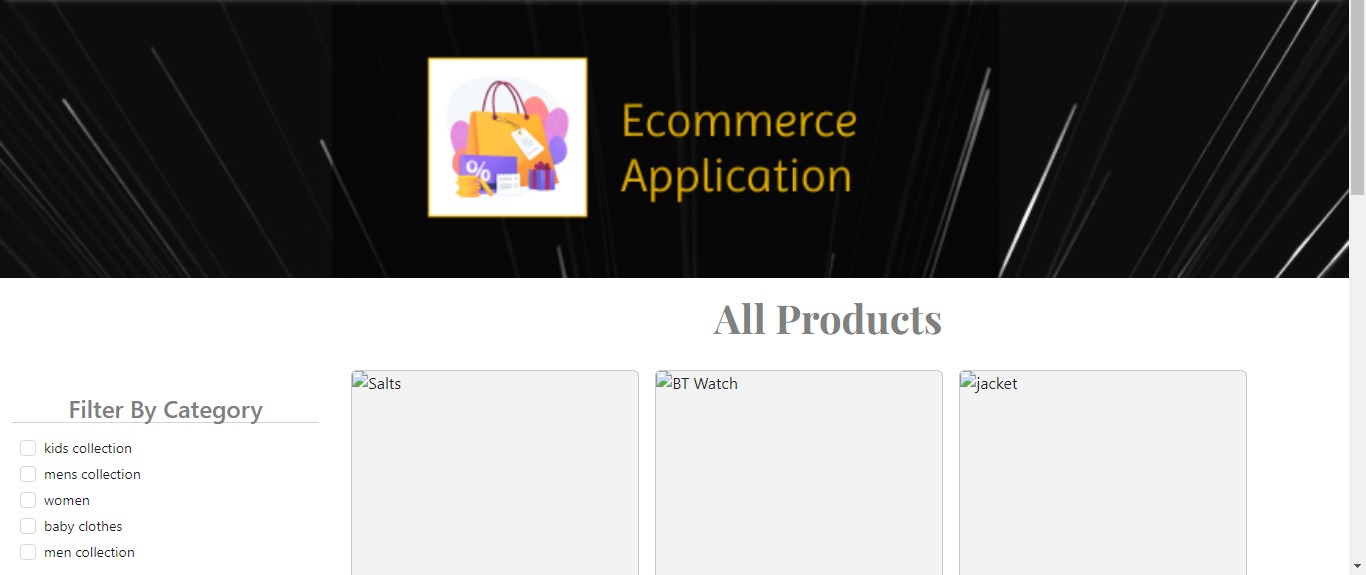 %
Ecommerce
Application
All Products
Filter By Category
kids collection
mens collection
women
baby clothes
men collection
Salts
BT Watch
jacket